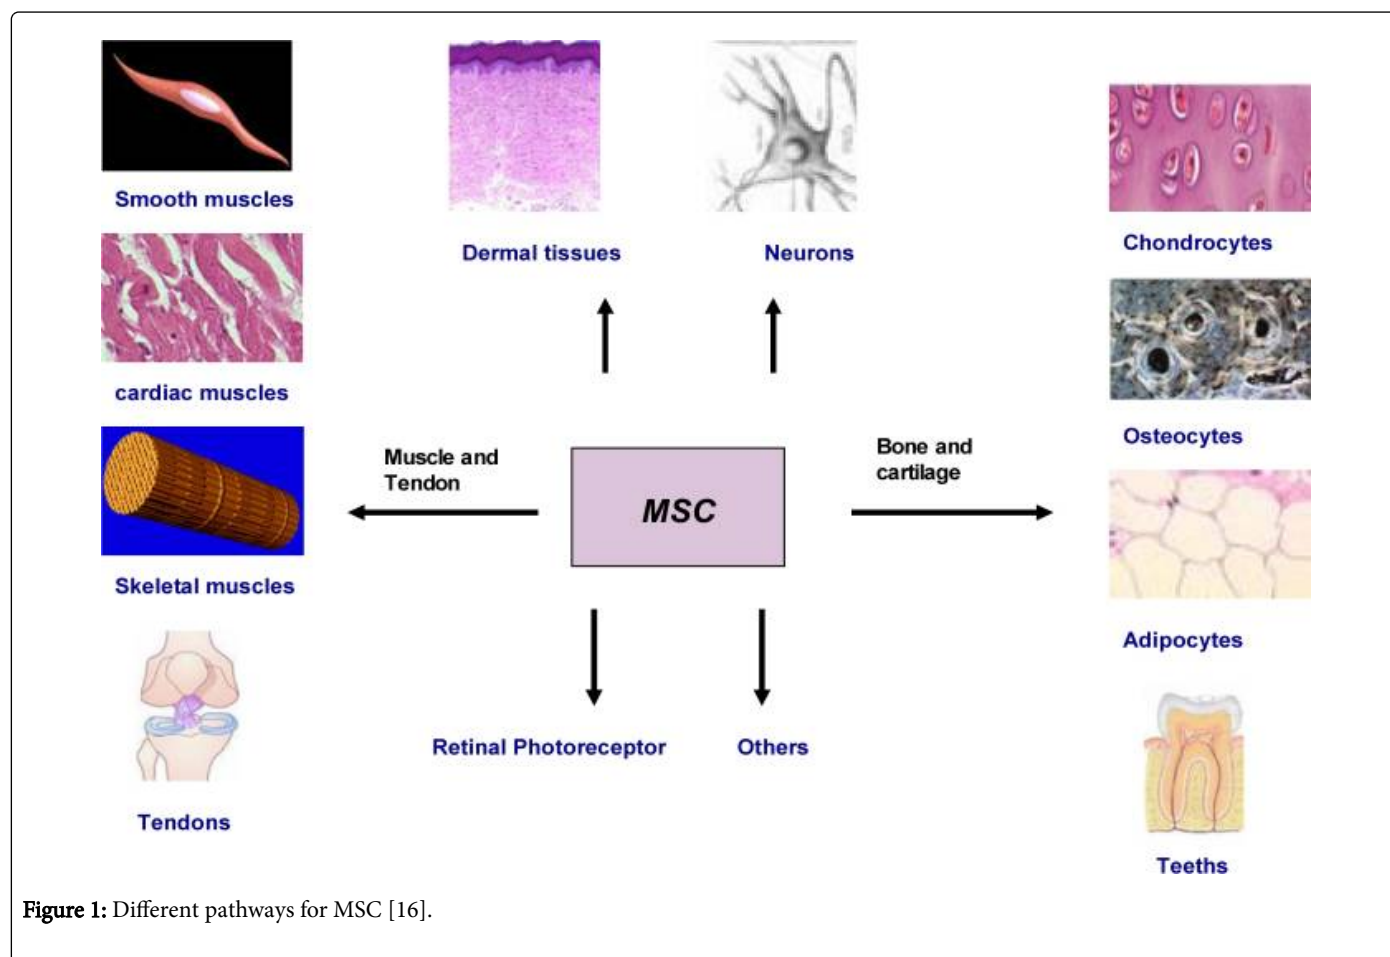 Smooth muscles
cardiac muscles
Skeletal muscles
Tendons
Dermal tissues
Neurons
Muscle and
Tendon
MSC
Bone and
cartilage
Retinal Photoreceptor
Others
Chondrocytes
Osteocytes
Adipocytes
Teeths
Figure 1: Different pathways for MSC [16].